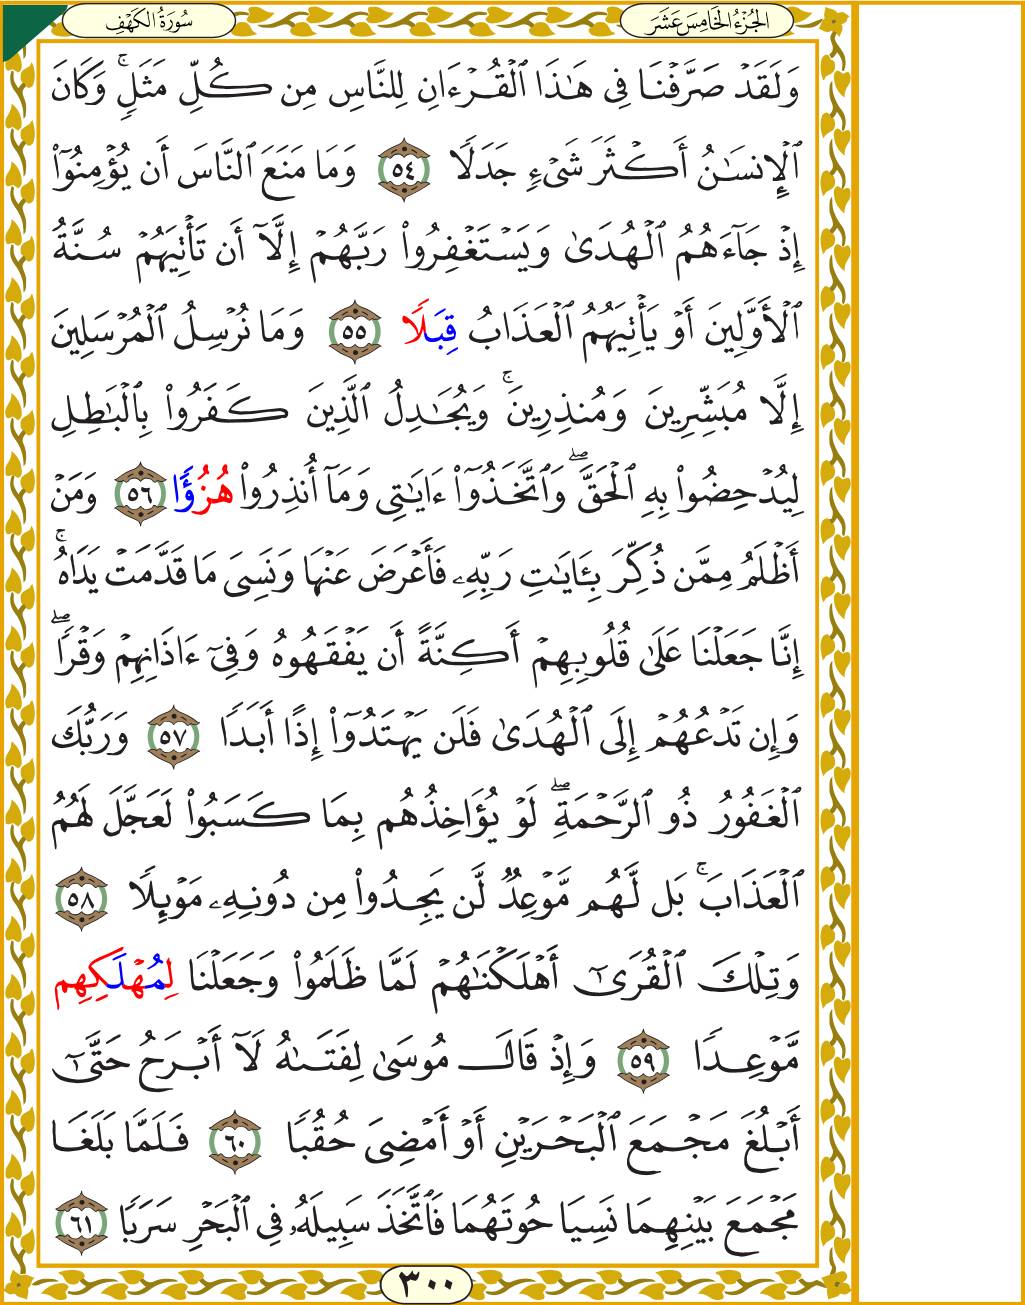 سُورَةُ الكَهْفِ
الجُزْءُ الخَامِسَ عَشَرَ
وَلَقَدۡ صَرَّفۡنَا فِي هَٰذَا ٱلۡقُرۡءَانِ لِلنَّاسِ مِن كُلِّ مَثَلٖۚ وَكَانَ
ٱلۡإِنسَٰنُ أَكۡثَرَ شَيۡءٖ جَدَلٗا ٥٤ وَمَا مَنَعَ ٱلنَّاسَ أَن يُؤۡمِنُوٓاْ
إِذۡ جَآءَهُمُ ٱلۡهُدَىٰ وَيَسۡتَغۡفِرُواْ رَبَّهُمۡ إِلَّآ أَن تَأۡتِيَهُمۡ سُنَّةُ
ٱلۡأَوَّلِينَ أَوۡ يَأۡتِيَهُمُ ٱلۡعَذَابُ قِبَلٗا ٥٥ وَمَا نُرۡسِلُ ٱلۡمُرۡسَلِينَ
إِلَّا مُبَشِّرِينَ وَمُنذِرِينَۚ وَيُجَٰدِلُ ٱلَّذِينَ كَفَرُواْ بِٱلۡبَٰطِلِ
لِيُدۡحِضُواْ بِهِ ٱلۡحَقَّۖ وَٱتَّخَذُوٓاْ ءَايَٰتِي وَمَآ أُنذِرُواْ هُزُؤٗا ٥٦ وَمَنۡ
أَظۡلَمُ مِمَّن ذُكِّرَ بِـَٔايَٰتِ رَبِّهِۦ فَأَعۡرَضَ عَنۡهَا وَنَسِيَ مَا قَدَّمَتۡ يَدَاهُۚ
إِنَّا جَعَلۡنَا عَلَىٰ قُلُوبِهِمۡ أَكِنَّةً أَن يَفۡقَهُوهُ وَفِيٓ ءَاذَانِهِمۡ وَقۡرٗاۖ
وَإِن تَدۡعُهُمۡ إِلَى ٱلۡهُدَىٰ فَلَن يَهۡتَدُوٓاْ إِذًا أَبَدٗا ٥٧ وَرَبُّكَ
ٱلۡغَفُورُ ذُو ٱلرَّحۡمَةِۖ لَوۡ يُؤَاخِذُهُم بِمَا كَسَبُواْ لَعَجَّلَ لَهُمُ
ٱلۡعَذَابَۚ بَل لَّهُم مَّوۡعِدٞ لَّن يَجِدُواْ مِن دُونِهِۦ مَوۡئِلٗا ٥٨
وَتِلۡكَ ٱلۡقُرَىٰٓ أَهۡلَكۡنَٰهُمۡ لَمَّا ظَلَمُواْ وَجَعَلۡنَا لِمُهۡلَكِهِم
مَّوۡعِدٗا ٥٩ وَإِذۡ قَالَ مُوسَىٰ لِفَتَىٰهُ لَآ أَبۡرَحُ حَتَّىٰٓ
أَبۡلُغَ مَجۡمَعَ ٱلۡبَحۡرَيۡنِ أَوۡ أَمۡضِيَ حُقُبٗا ٦٠ فَلَمَّا بَلَغَا
مَجۡمَعَ بَيۡنِهِمَا نَسِيَا حُوتَهُمَا فَٱتَّخَذَ سَبِيلَهُۥ فِي ٱلۡبَحۡرِ سَرَبٗا ٦١
٣٠٠